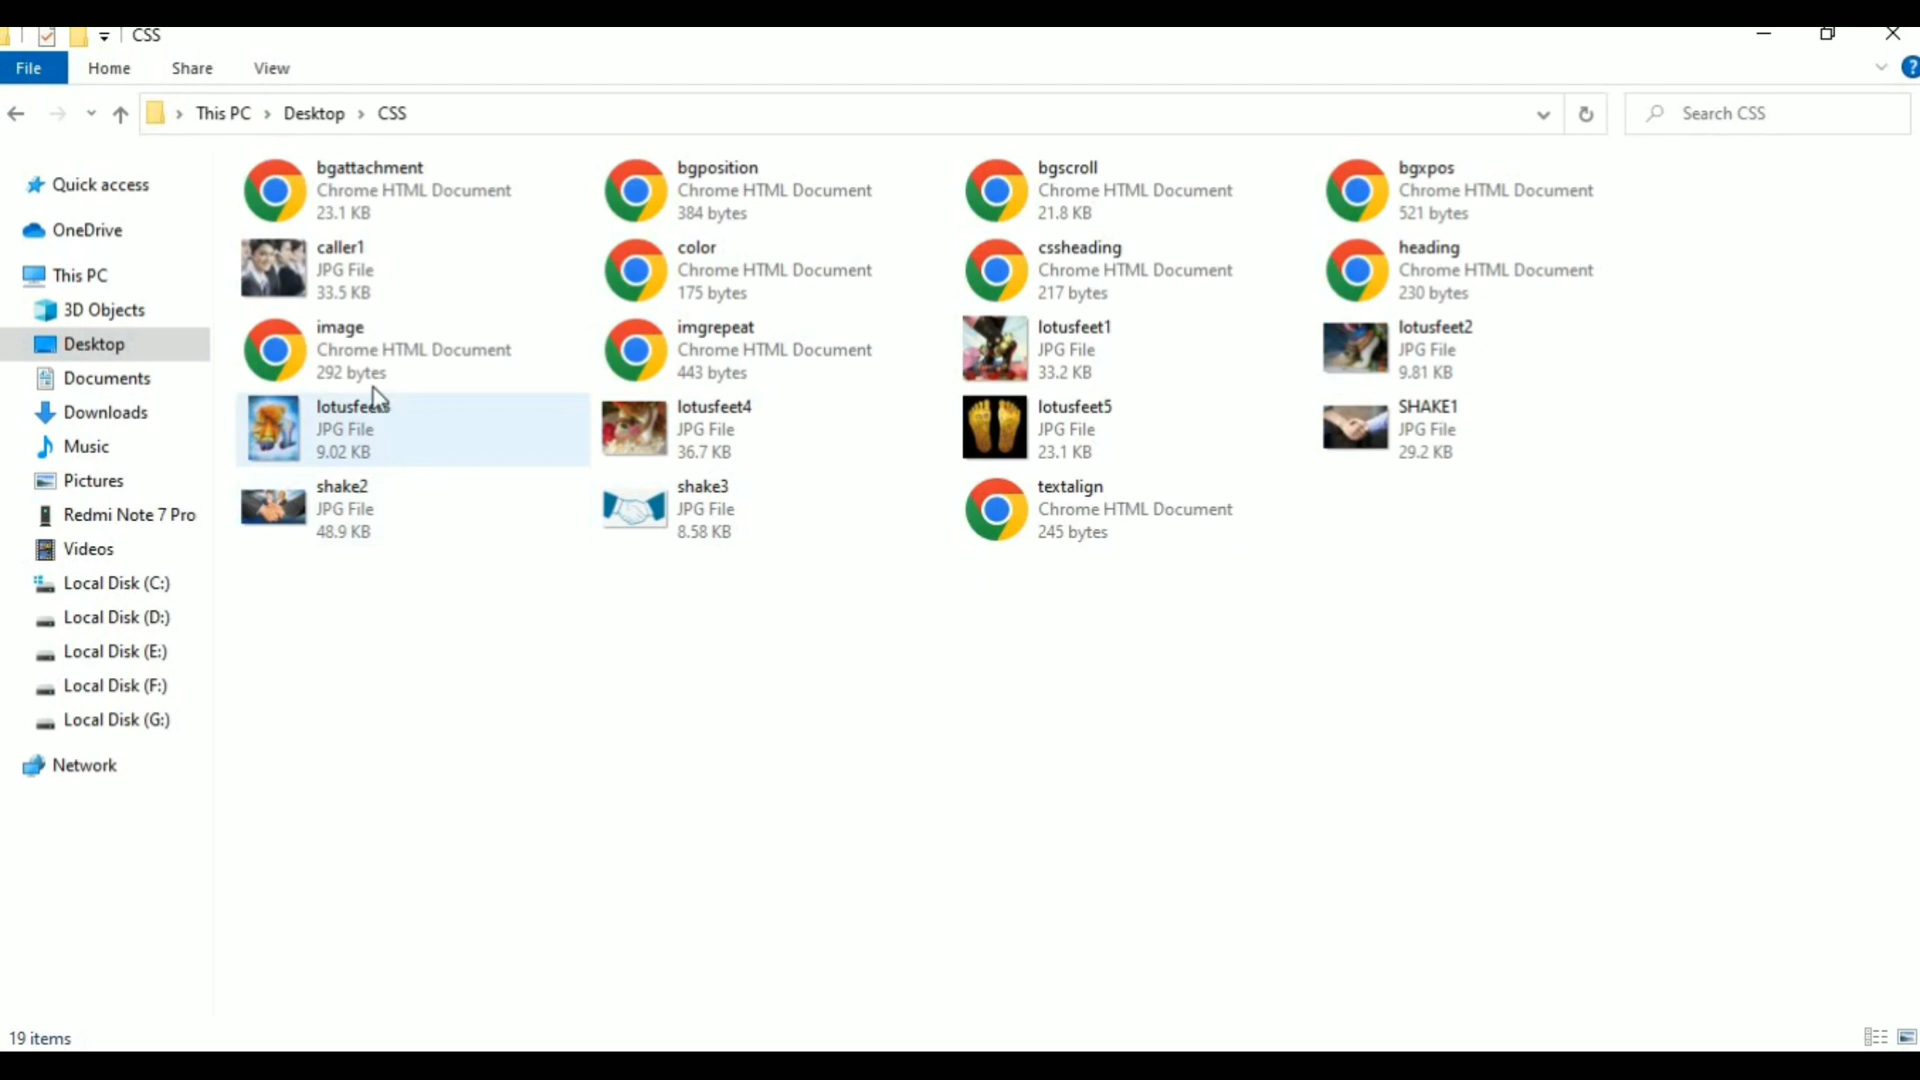 CSS
File Home Share View
This PC Desktop CSS
Search CSS
Quick access
OneDrive
This PC
3D Objects
Desktop
Documents
Downloads
Music
Pictures
Redmi Note 7 Pro
Videos
Local Disk (C:)
Local Disk (D:)
Local Disk (E:)
Local Disk (F:)
Local Disk (G:)
Network
bgattachment
Chrome HTML Document
23.1 KB
bgposition
Chrome HTML Document
384 bytes
bgscroll
Chrome HTML Document
21.8 KB
bgxpos
Chrome HTML Document
521 bytes
caller1
JPG File
33.5 KB
color
Chrome HTML Document
175 bytes
cssheading
Chrome HTML Document
217 bytes
heading
Chrome HTML Document
230 bytes
image
Chrome HTML Document
292 bytes
imgrepeat
Chrome HTML Document
443 bytes
lotusfeet1
JPG File
33.2 KB
lotusfeet2
JPG File
9.81 KB
JPG File
9.02 KB
lotusfeet4
JPG File
36.7 KB
lotusfeet5
JPG File
23.1 KB
SHAKE1
JPG File
29.2 KB
shake2
JPG File
48.9 KB
shake3
JPG File
8.58 KB
textalign
Chrome HTML Document
245 bytes
19 items